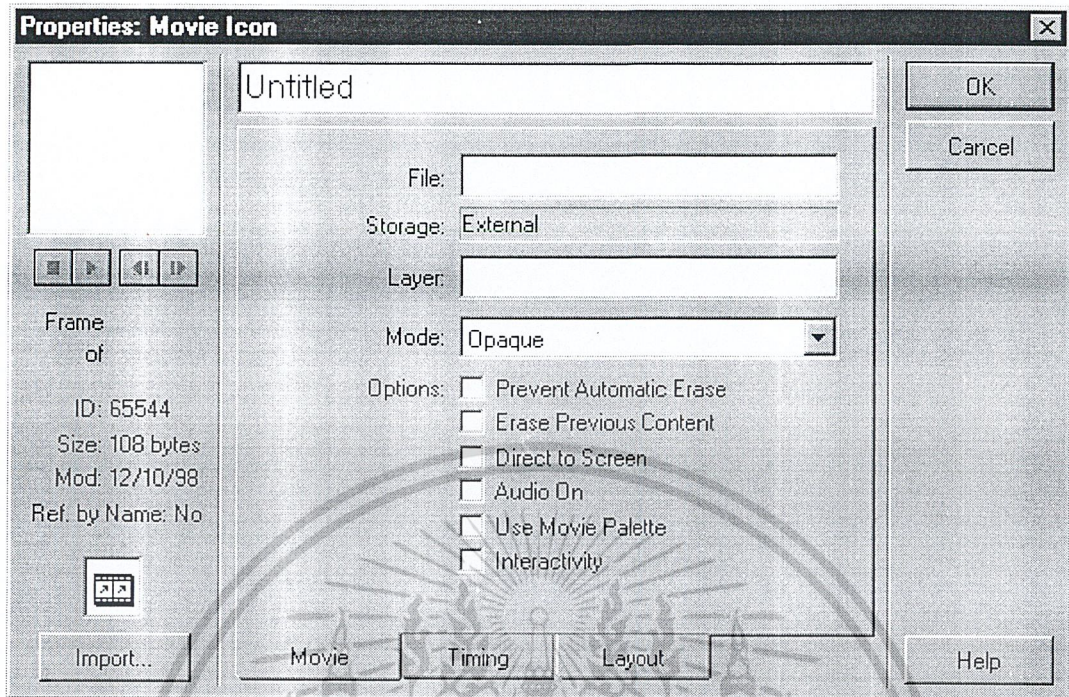 Properties: Movie Icon
Untitled
OK
Cancel
File:
Storage: External
Layer:
Mode: Opaque
Options: Prevent Automatic Erase
Erase Previous Content
Direct to Screen
Audio On
Use Movie Palette
Interactivity
Frame
of
ID: 65544
Size: 108 bytes
Mod: 12/10/98
Ref. by Name: No
Import...
Movie
Timing
Layout
Help